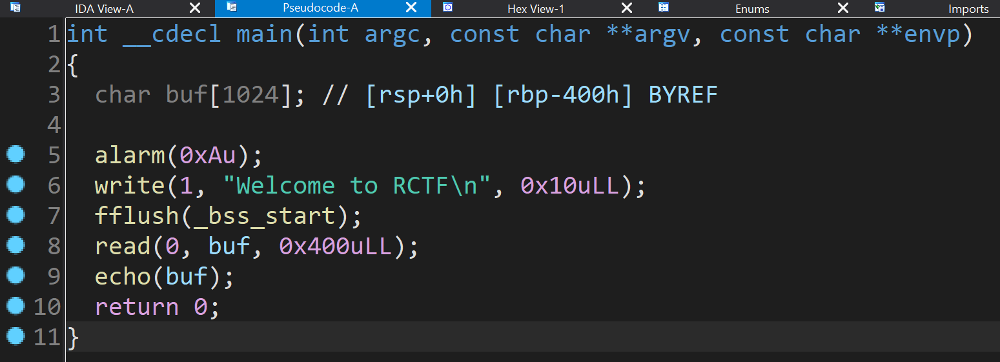 IDA View-A Pseudocode-A Hex View-1 Enums Imports
1 int __cdecl main(int argc, const char **argv, const char **envp)
2 {
3   char buf[1024]; // [rsp+0h] [rbp-400h] BYREF
4
5   alarm(0xAu);
6   write(1, "Welcome to RCTF\n", 0x10uLL);
7   fflush(_bss_start);
8   read(0, buf, 0x400uLL);
9   echo(buf);
10   return 0;
11 }